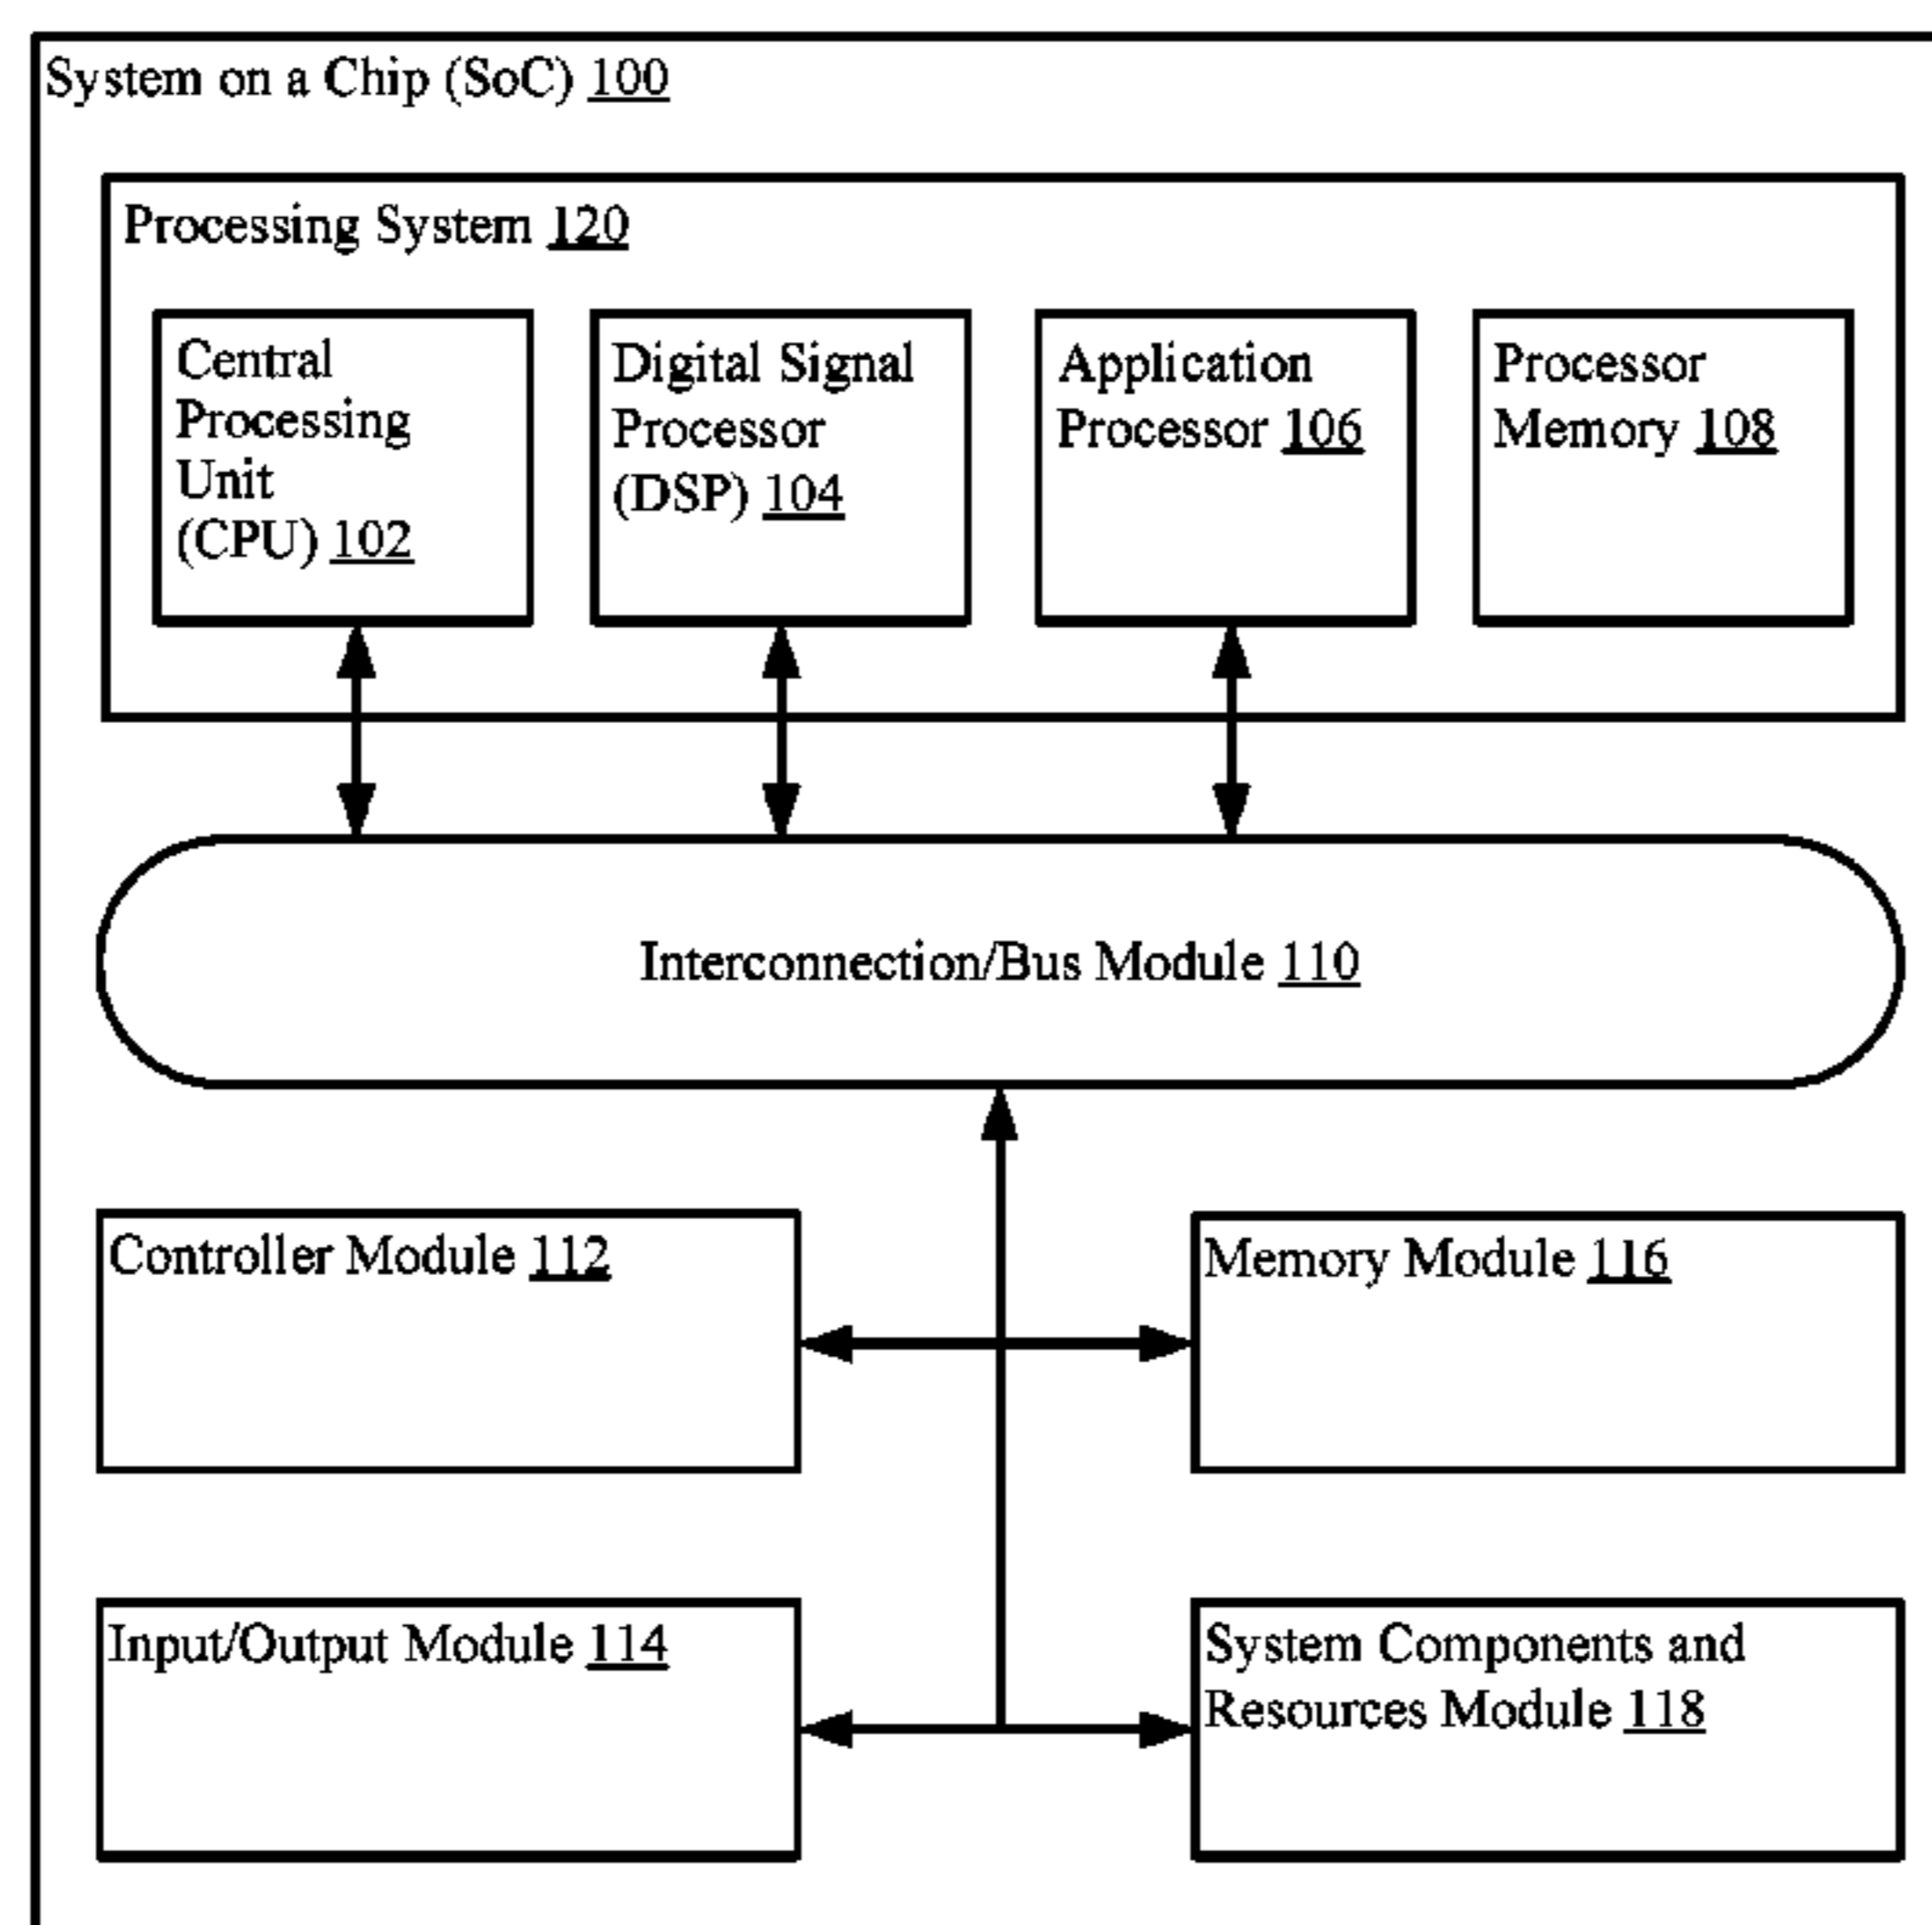 System on a Chip (SoC) 100
Processing System 120
Central
Processing
Unit
(CPU) 102
Digital Signal
Processor
(DSP) 104
Application
Processor 106
Processor
Memory 108
Interconnection/Bus Module 110
Controller Module 112
Memory Module 116
Input/Output Module 114
System Components and
Resources Module 118